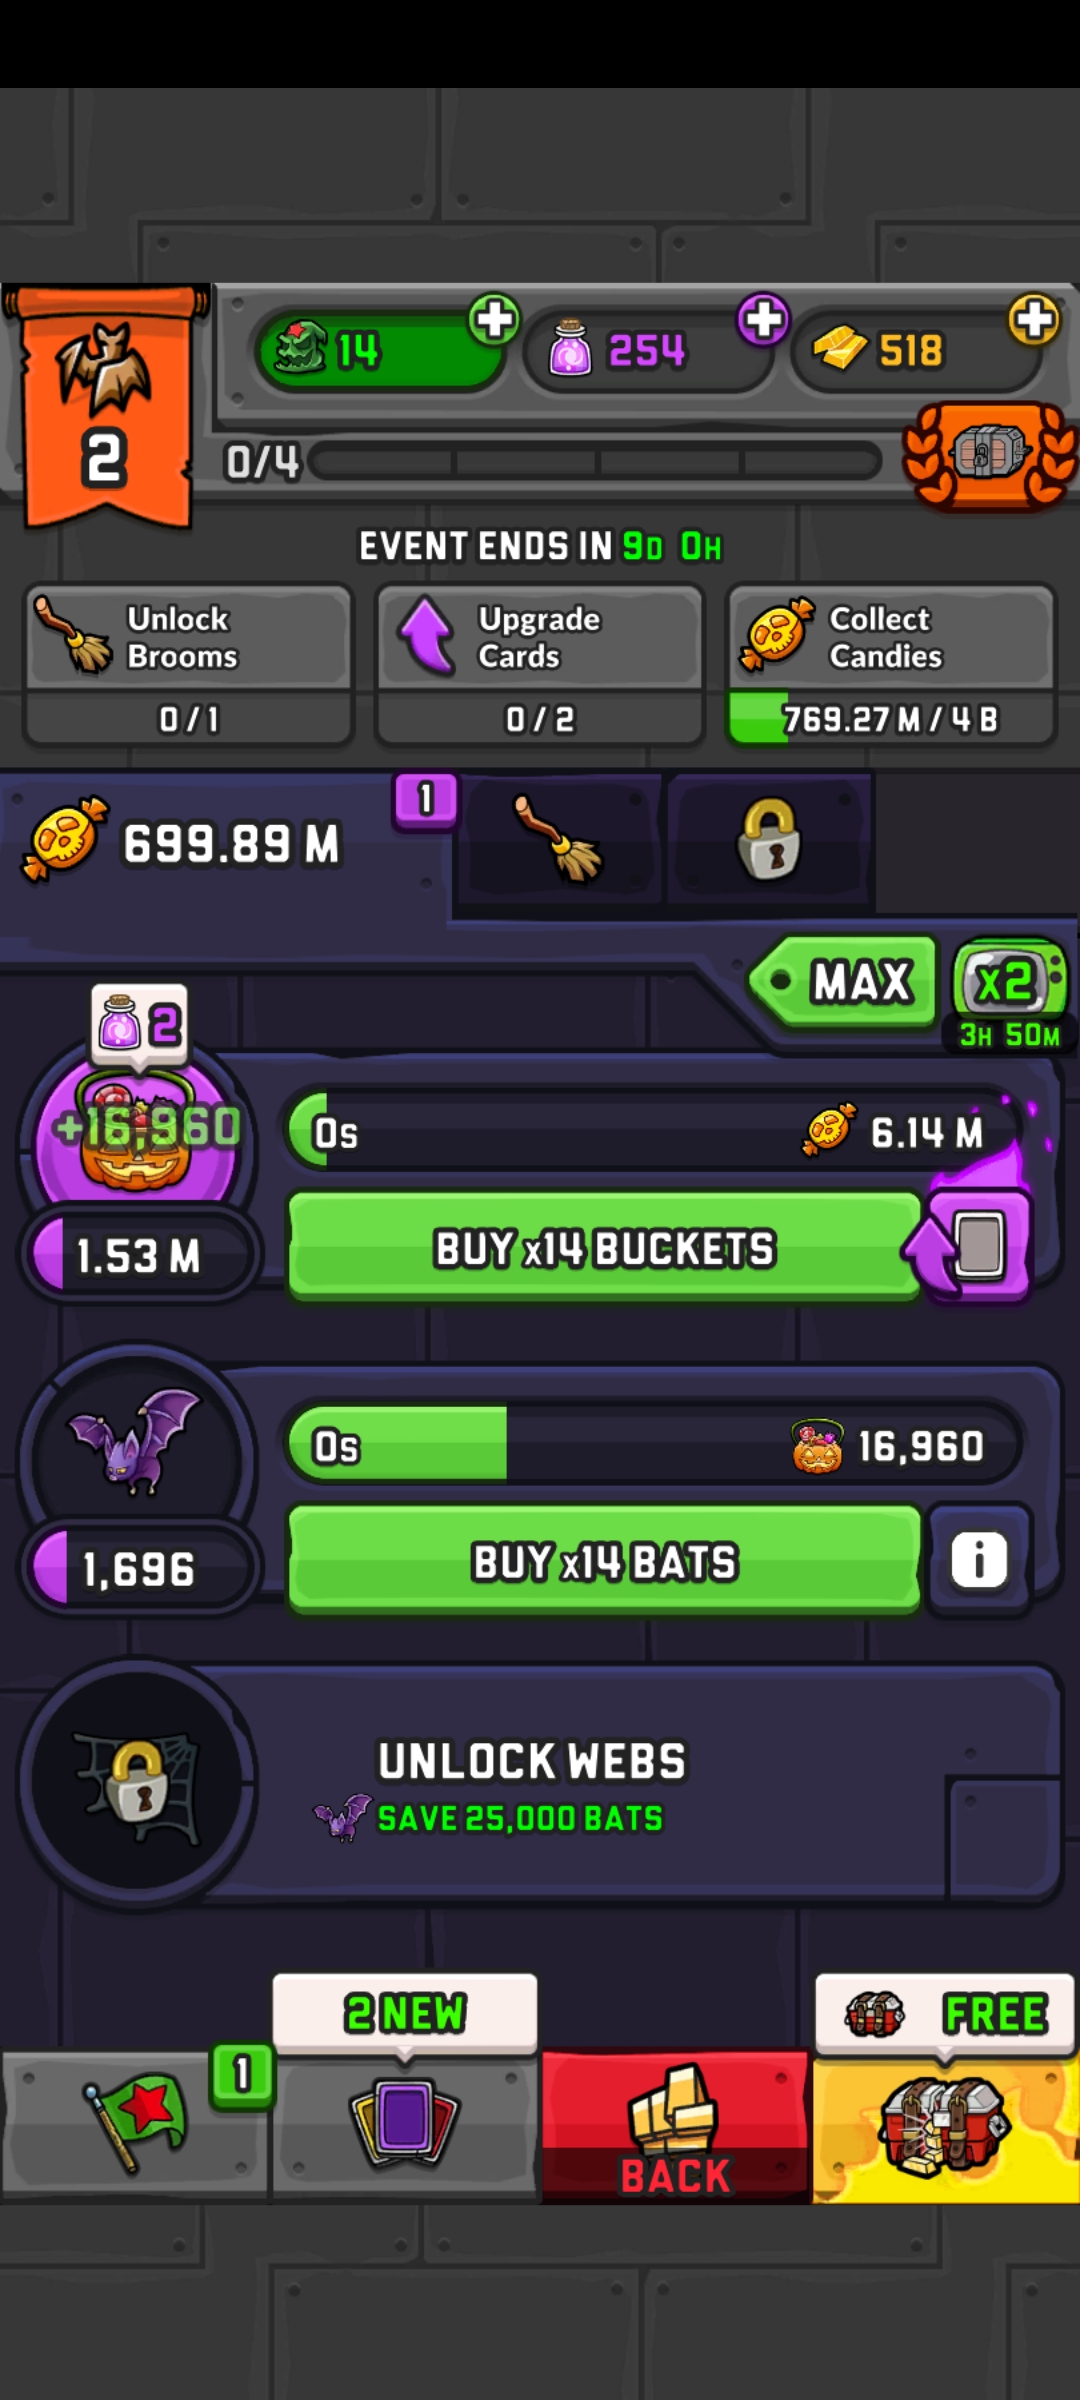 14
254
518
2
0/4
EVENT ENDS IN 9D 0H
Unlock
Brooms
0/1
Upgrade
Cards
0/2
Collect
Candies
769.27 M / 4 B
699.89 M
1
MAX
x2
3H 50M
2
+16,960
0s
6.14 M
1.53 M
BUY x14 BUCKETS
0s
16,960
1,696
BUY x14 BATS
i
UNLOCK WEBS
SAVE 25,000 BATS
2 NEW
FREE
1
BACK